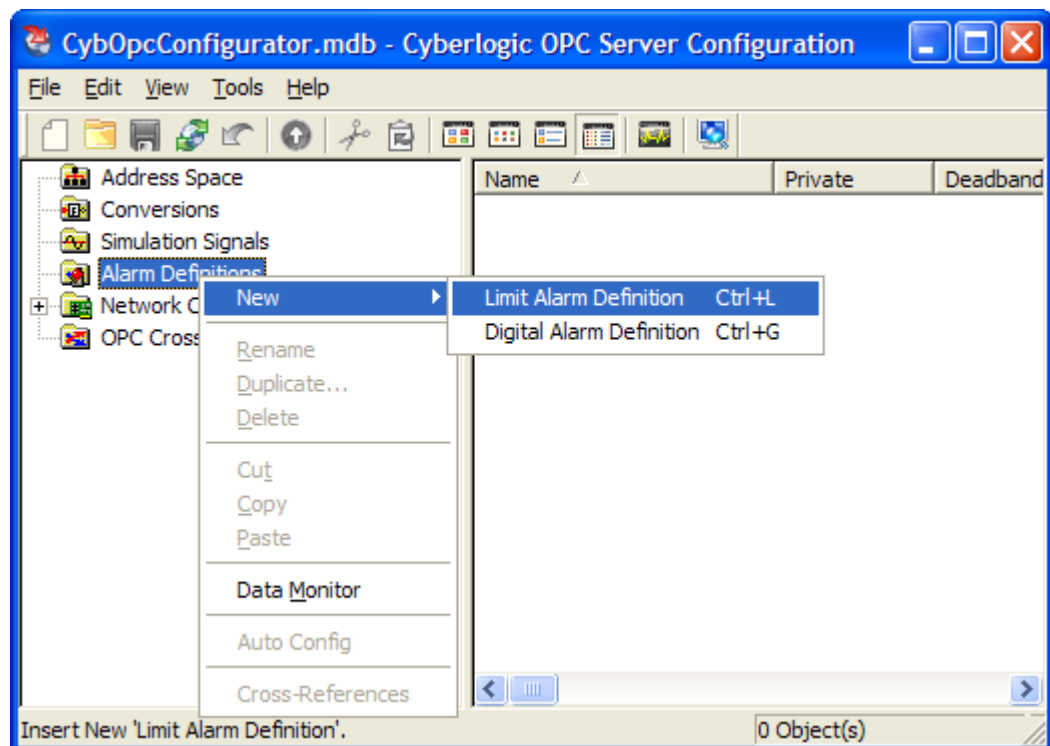 CybOpcConfigurator.mdb - Cyberlogic OPC Server Configuration
File Edit View Tools Help
Name Private Deadband
Address Space
Conversions
Simulation Signals
Alarm Definitions
Network C
OPC Cross
New
Rename
Duplicate...
Delete
Cut
Copy
Paste
Data Monitor
Auto Config
Cross-References
Limit Alarm Definition Ctrl+L
Digital Alarm Definition Ctrl+G
Insert New 'Limit Alarm Definition'. 0 Object(s)